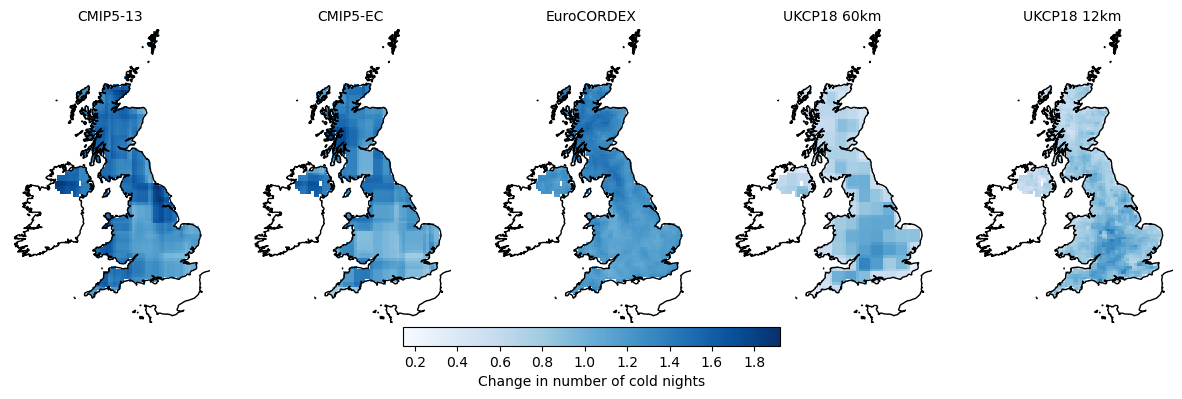 CMIP5-13 CMIP5-EC EuroCORDEX UKCP18 60km UKCP18 12km
0.2 0.4 0.6 0.8 1.0 1.2 1.4 1.6 1.8
Change in number of cold nights